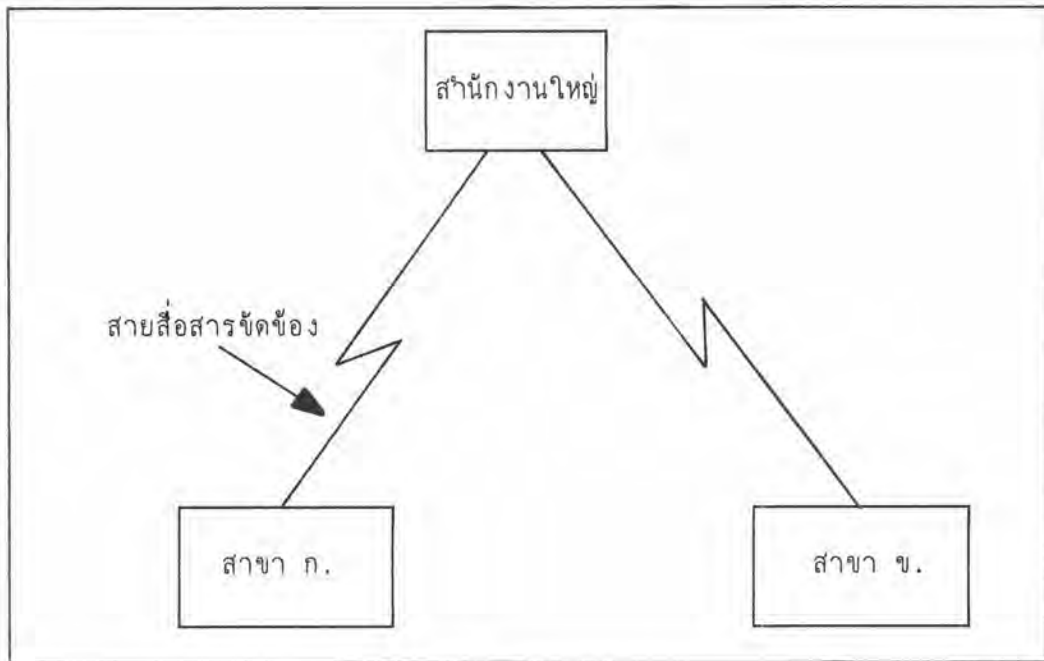 สำนักงานใหญ่
สายสื่อสารขัดข้อง
สาขา ก.
สาขา ข.